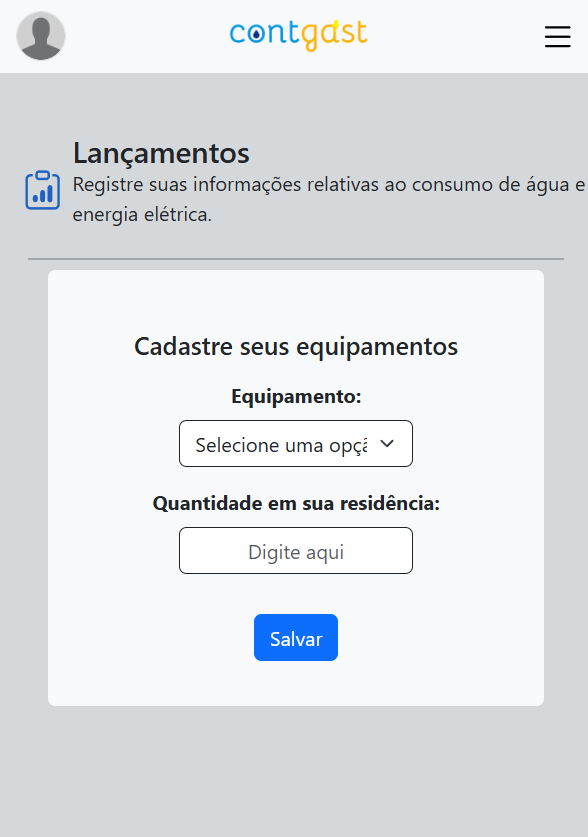 contgast
Lançamentos
Registre suas informações relativas ao consumo de água e
energia elétrica.
Cadastre seus equipamentos
Equipamento:
Selecione uma opçã
Quantidade em sua residência:
Digite aqui
Salvar